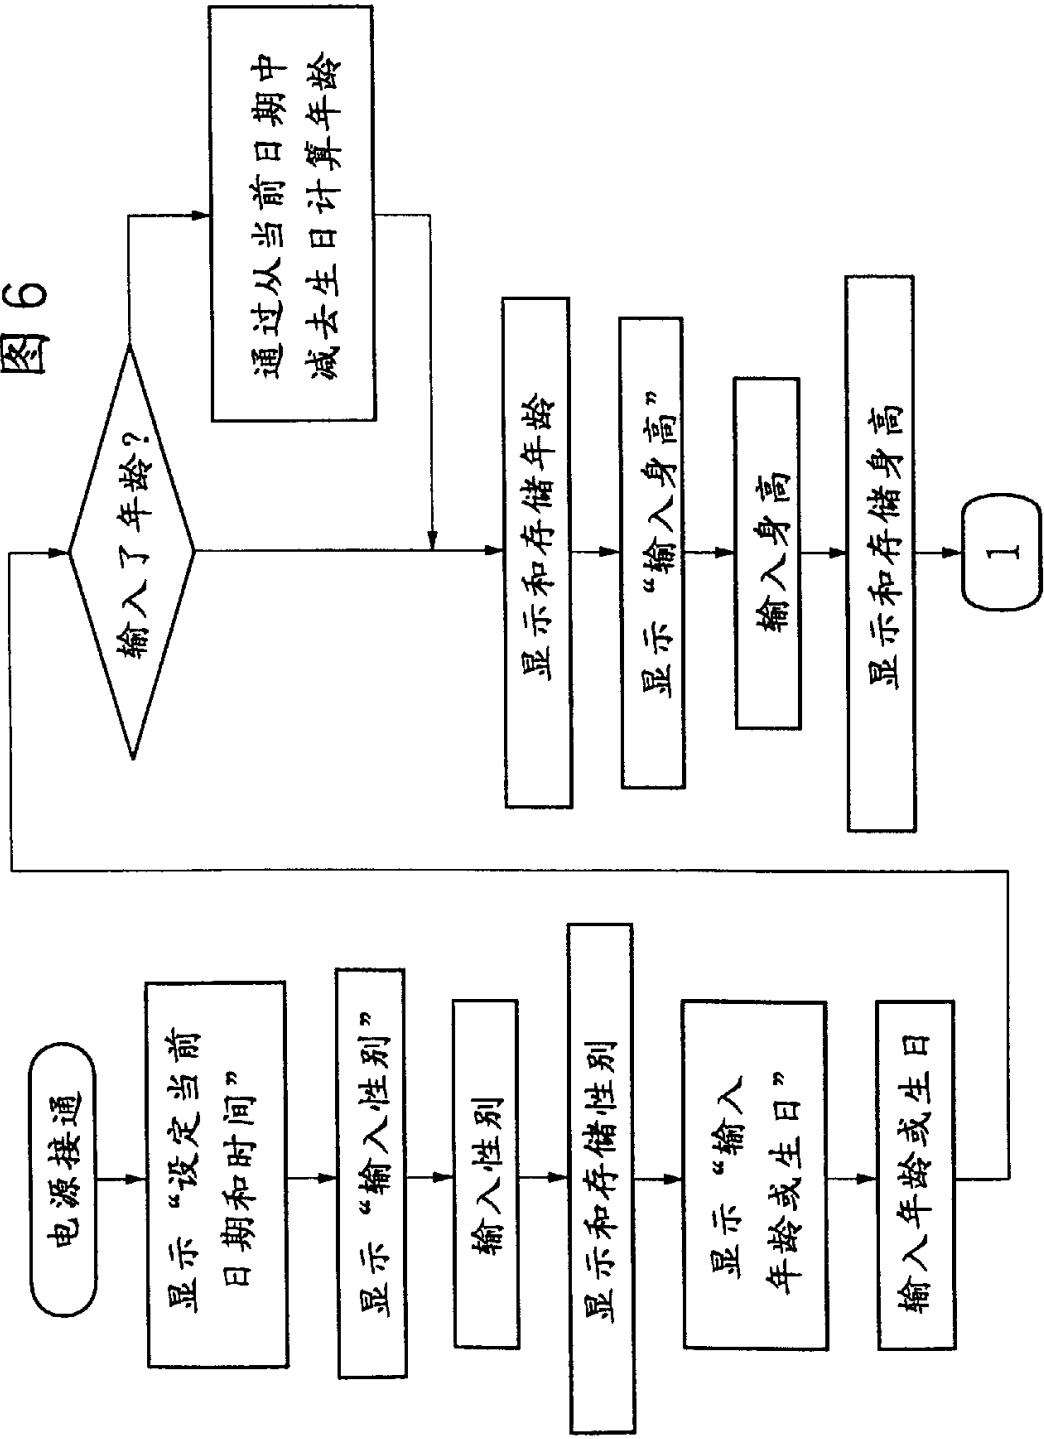 图 6
电源接通
显示“设定当前
日期和时间”
显示“输入性别”
输入性别
显示和存储性别
显示“输入
年龄或生日”
输入年龄或生日
输入了年龄？
通过从当前日期中
减去生日计算年龄
显示和存储年龄
显示“输入身高”
输入身高
显示和存储身高
1